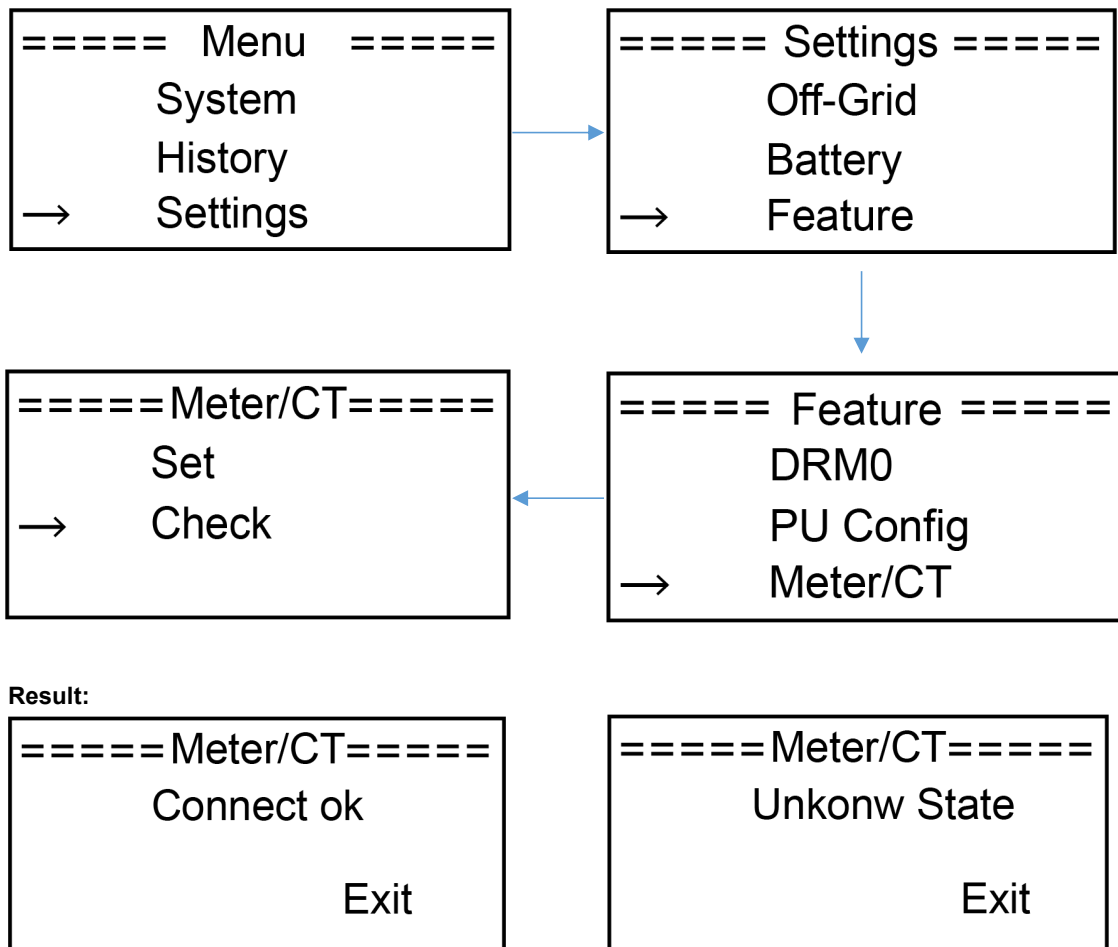 ===== Menu =====
System
History
→ Settings
===== Settings =====
Off-Grid
Battery
→ Feature
=====Meter/CT=====
Set
→ Check
===== Feature =====
DRM0
PU Config
→ Meter/CT
Result:
=====Meter/CT=====
Connect ok
Exit
=====Meter/CT=====
Unkonw State
Exit